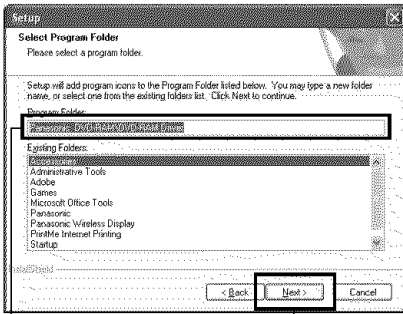 Setup
Select Program Folder
Please select a program folder.
Setup will add program icons to the Program Folder listed below. You may type a new folder
name, or select one from the existing folders list. Click Next to continue.
Program Folder:
Panasonic DVD-RAM\DVD-RAM Driver
Existing Folders:
Accessories
Administrative Tools
Adobe
Games
Microsoft Office Tools
Panasonic
Panasonic Wireless Display
PrintMe Internet Printing
Startup
InstallShield
< Back
Next >
Cancel